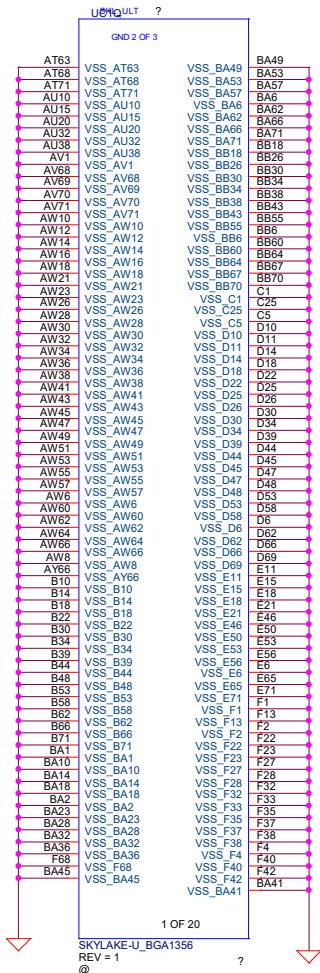 U61Q ?
SKL_ULT
GND 2 OF 3
AT63 VSS_AT63 VSS_BA49 BA49
AT68 VSS_AT68 VSS_BA53 BA53
AT71 VSS_AT71 VSS_BA57 BA57
AU10 VSS_AU10 VSS_BA6 BA6
AU15 VSS_AU15 VSS_BA62 BA62
AU20 VSS_AU20 VSS_BA66 BA66
AU32 VSS_AU32 VSS_BA71 BA71
AU38 VSS_AU38 VSS_BB18 BB18
AV1 VSS_AV1 VSS_BB26 BB26
AV68 VSS_AV68 VSS_BB30 BB30
AV69 VSS_AV69 VSS_BB34 BB34
AV70 VSS_AV70 VSS_BB38 BB38
AV71 VSS_AV71 VSS_BB43 BB43
AW10 VSS_AW10 VSS_BB55 BB55
AW12 VSS_AW12 VSS_BB6 BB6
AW14 VSS_AW14 VSS_BB60 BB60
AW16 VSS_AW16 VSS_BB64 BB64
AW18 VSS_AW18 VSS_BB67 BB67
AW21 VSS_AW21 VSS_BB70 BB70
AW23 VSS_AW23 VSS_C1 C1
AW26 VSS_AW26 VSS_C25 C25
AW28 VSS_AW28 VSS_C5 C5
AW30 VSS_AW30 VSS_D10 D10
AW32 VSS_AW32 VSS_D11 D11
AW34 VSS_AW34 VSS_D14 D14
AW36 VSS_AW36 VSS_D18 D18
AW38 VSS_AW38 VSS_D22 D22
AW41 VSS_AW41 VSS_D25 D25
AW43 VSS_AW43 VSS_D26 D26
AW45 VSS_AW45 VSS_D30 D30
AW47 VSS_AW47 VSS_D34 D34
AW49 VSS_AW49 VSS_D39 D39
AW51 VSS_AW51 VSS_D44 D44
AW53 VSS_AW53 VSS_D45 D45
AW55 VSS_AW55 VSS_D47 D47
AW57 VSS_AW57 VSS_D48 D48
AW6 VSS_AW6 VSS_D53 D53
AW60 VSS_AW60 VSS_D58 D58
AW62 VSS_AW62 VSS_D6 D6
AW64 VSS_AW64 VSS_D62 D62
AW66 VSS_AW66 VSS_D66 D66
AW8 VSS_AW8 VSS_D69 D69
AY66 VSS_AY66 VSS_E11 E11
B10 VSS_B10 VSS_E15 E15
B14 VSS_B14 VSS_E18 E18
B18 VSS_B18 VSS_E21 E21
B22 VSS_B22 VSS_E46 E46
B30 VSS_B30 VSS_E50 E50
B34 VSS_B34 VSS_E53 E53
B39 VSS_B39 VSS_E56 E56
B44 VSS_B44 VSS_E6 E6
B48 VSS_B48 VSS_E65 E65
B53 VSS_B53 VSS_E71 E71
B58 VSS_B58 VSS_F1 F1
B62 VSS_B62 VSS_F13 F13
B66 VSS_B66 VSS_F2 F2
B71 VSS_B71 VSS_F22 F22
BA1 VSS_BA1 VSS_F23 F23
BA10 VSS_BA10 VSS_F27 F27
BA14 VSS_BA14 VSS_F28 F28
BA18 VSS_BA18 VSS_F32 F32
BA2 VSS_BA2 VSS_F33 F33
BA23 VSS_BA23 VSS_F35 F35
BA28 VSS_BA28 VSS_F37 F37
BA32 VSS_BA32 VSS_F38 F38
BA36 VSS_BA36 VSS_F4 F4
F68 VSS_F68 VSS_F40 F40
BA45 VSS_BA45 VSS_F42 F42
VSS_BA41 BA41
1 OF 20
SKYLAKE-U_BGA1356
REV = 1 ?
@